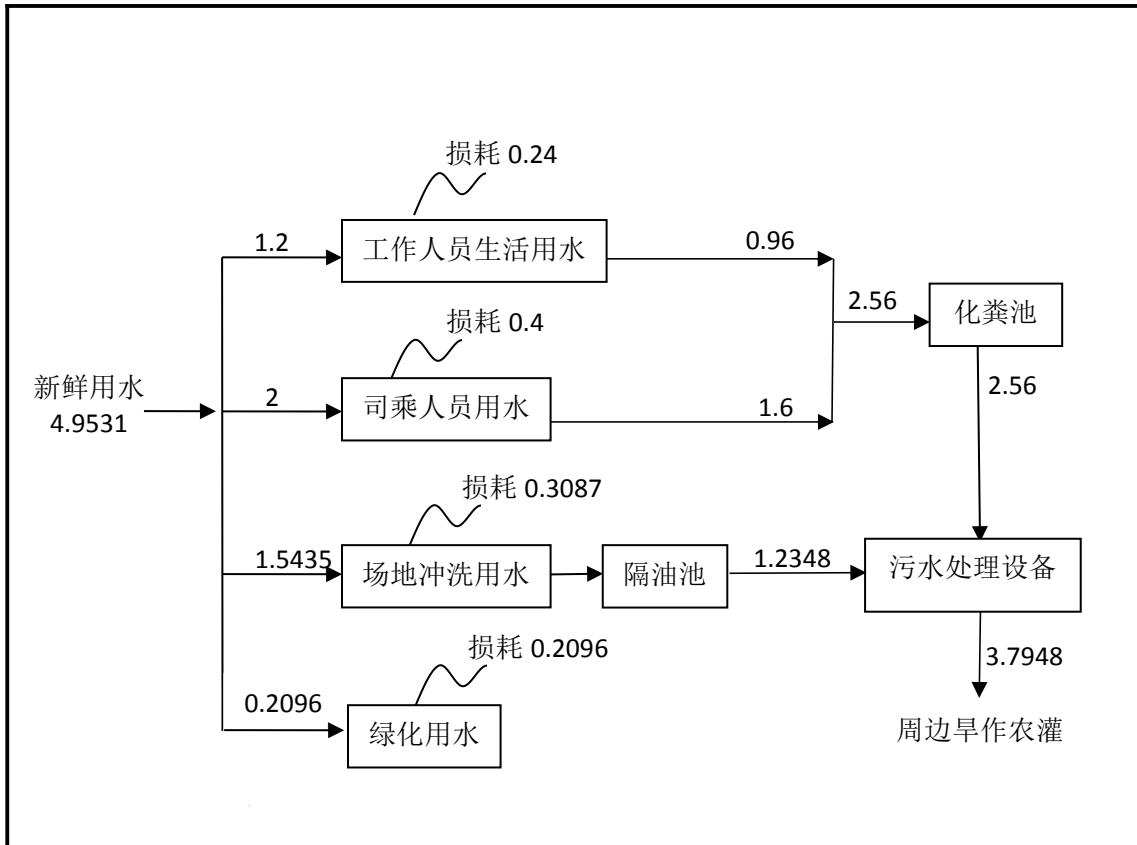 损耗 0.24
1.2
工作人员生活用水
0.96
2.56
化粪池
损耗 0.4
新鲜用水
4.9531
2
司乘人员用水
1.6
2.56
损耗 0.3087
1.5435
场地冲洗用水
隔油池
1.2348
污水处理设备
损耗 0.2096
3.7948
0.2096
绿化用水
周边旱作农灌